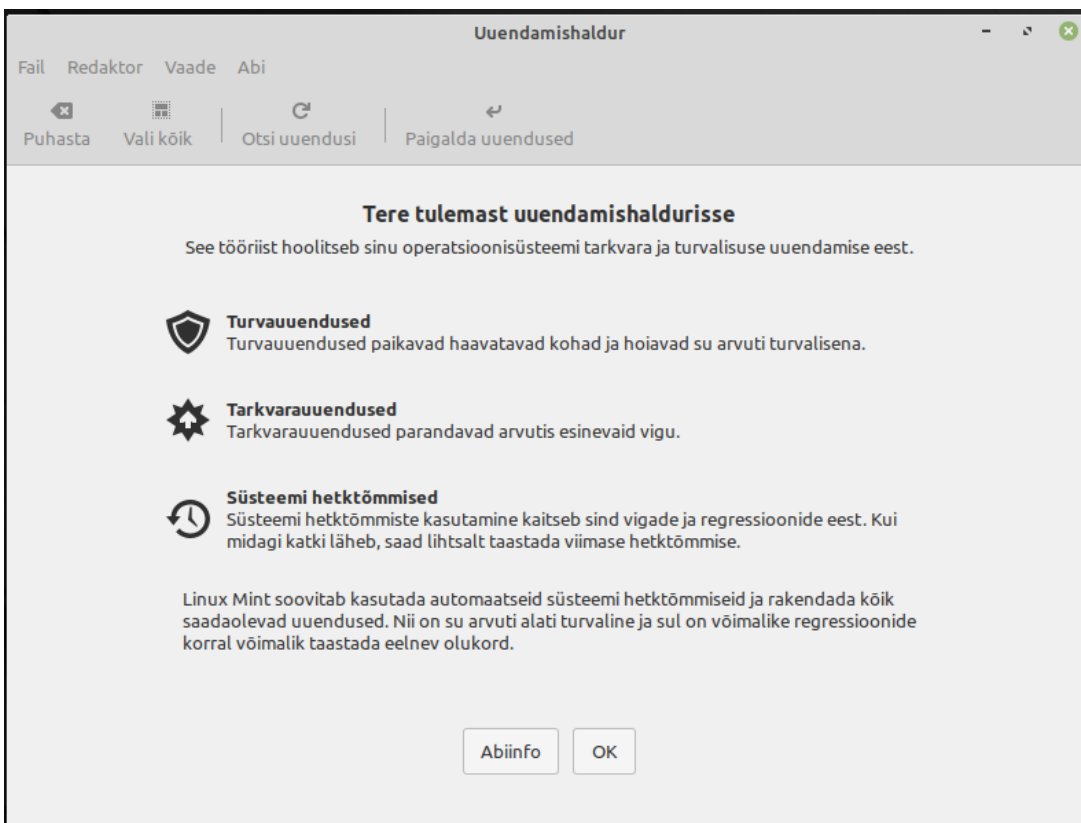 Uuendamishaldur
Fail Redaktor Vaade Abi
Puhasta Vali kõik Otsi uuendusi Paigalda uuendused
Tere tulemast uuendamishaldurisse
See tööriist hoolitseb sinu operatsioonisüsteemi tarkvara ja turvalisuse uuendamise eest.
Turvauuendused
Turvauuendused paikavad haavatavad kohad ja hoiavad su arvuti turvalisena.
Tarkvarauuendused
Tarkvarauuendused parandavad arvutis esinevaid vigu.
Süsteemi hetktõmmised
Süsteemi hetktõmmiste kasutamine kaitseb sind vigade ja regressioonide eest. Kui
midagi katki läheb, saad lihtsalt taastada viimase hetktõmmise.
Linux Mint soovitab kasutada automaatseid süsteemi hetktõmmiseid ja rakendada kõik
saadaolevad uuendused. Nii on su arvuti alati turvaline ja sul on võimalike regressioonide
korral võimalik taastada eelnev olukord.
Abiinfo OK